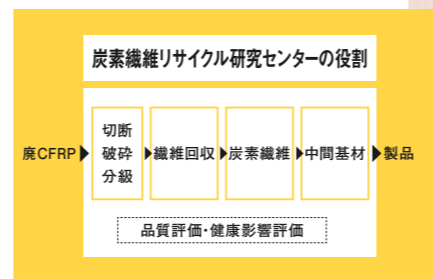 炭素繊維リサイクル研究センターの役割
廃CFRP▶
切断
破砕
分級
▶繊維回収▶炭素繊維▶中間基材▶製品
品質評価・健康影響評価